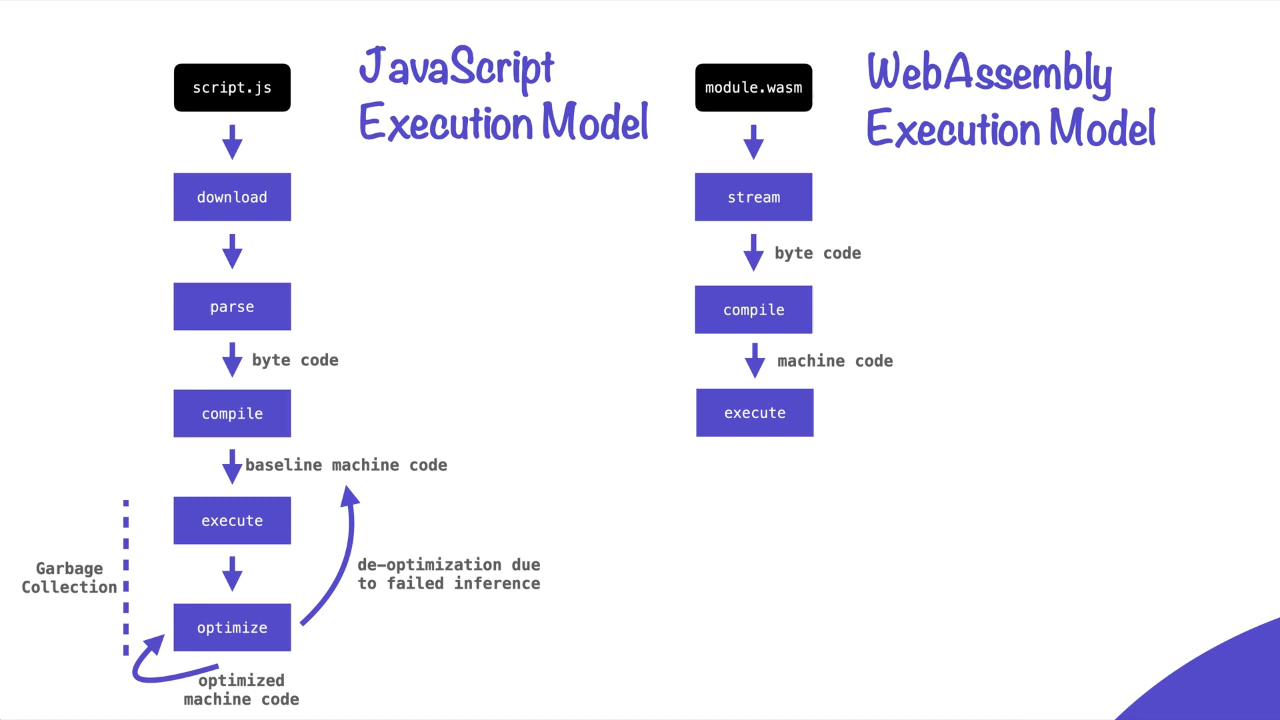 script.js
JavaScript
Execution Model
download
parse
byte code
compile
baseline machine code
execute
Garbage
Collection
de-optimization due
to failed inference
optimize
optimized
machine code
module.wasm
WebAssembly
Execution Model
stream
byte code
compile
machine code
execute